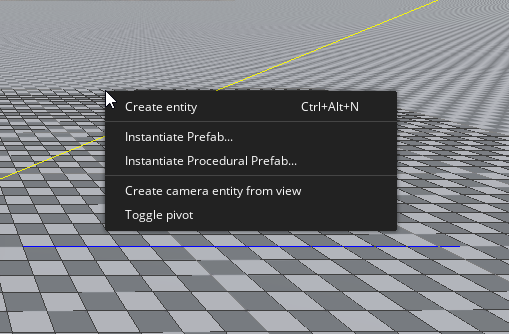 Create entity Ctrl+Alt+N
Instantiate Prefab...
Instantiate Procedural Prefab...
Create camera entity from view
Toggle pivot